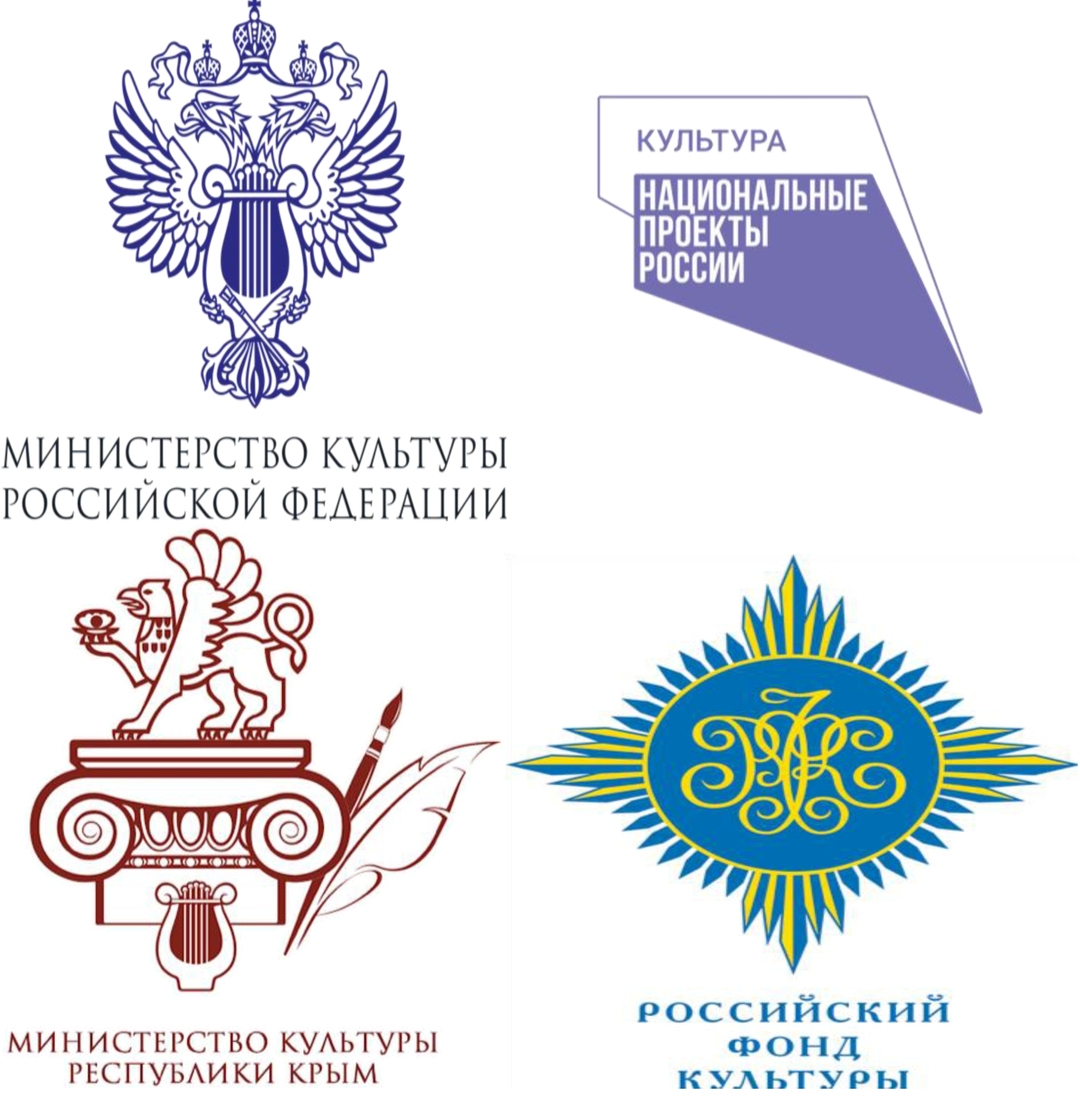 МИНИСТЕРСТВО КУЛЬТУРЫ
РОССИЙСКОЙ ФЕДЕРАЦИИ
КУЛЬТУРА
НАЦИОНАЛЬНЫЕ
ПРОЕКТЫ
РОССИИ
МИНИСТЕРСТВО КУЛЬТУРЫ
РЕСПУБЛИКИ КРЫМ
РОССИЙСКИЙ
ФОНД
КУЛЬТУРЫ